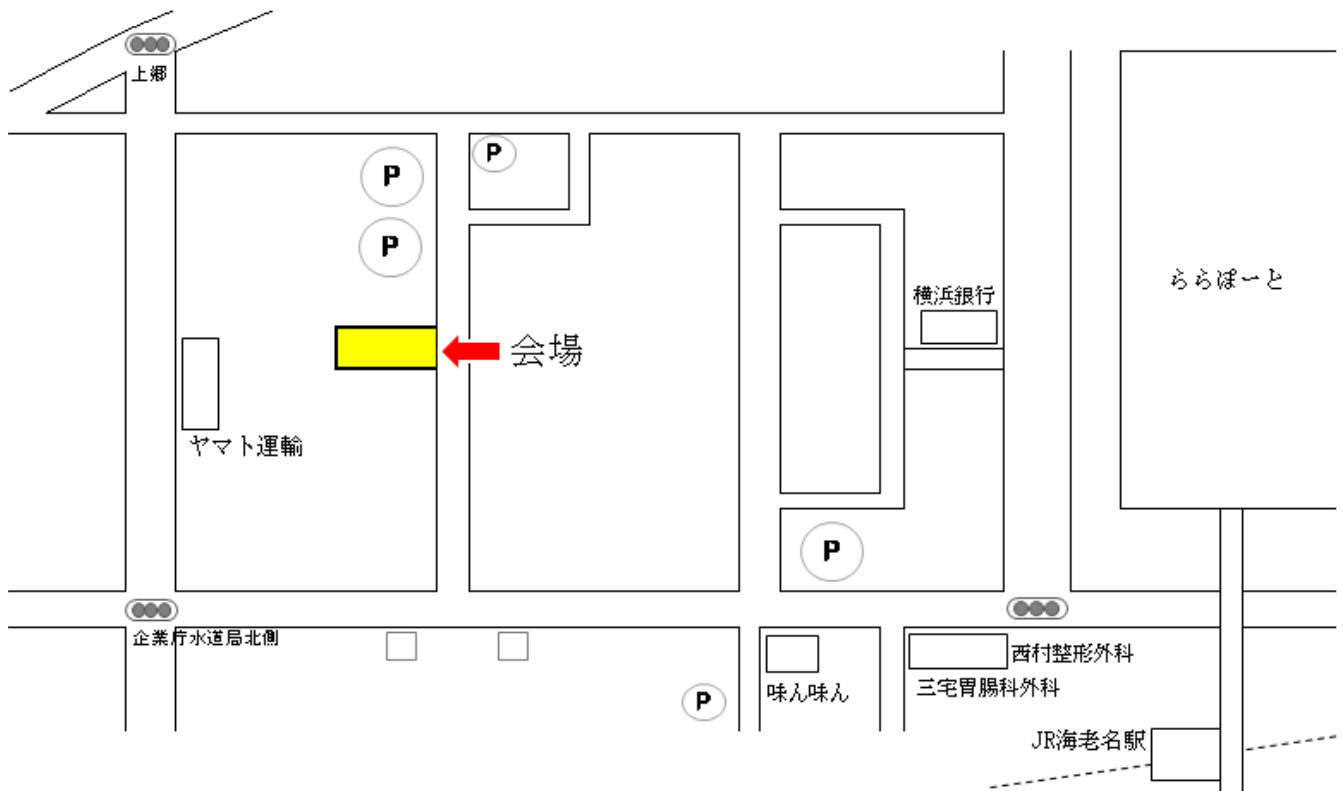 上郷
P
P
P
ららぽーと
横浜銀行
会場
ヤマト運輸
P
企業庁水道局北側
西村整形外科
三宅胃腸科外科
味ん味ん
P
JR海老名駅